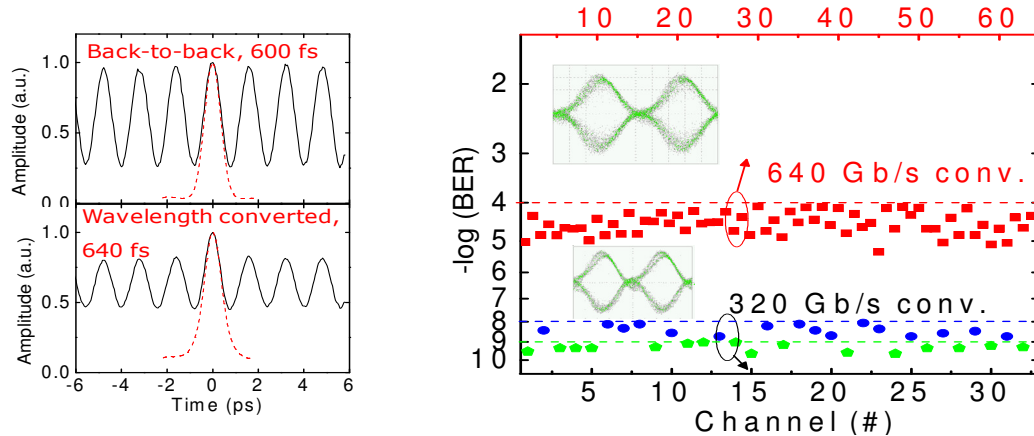 Back-to-back, 600 fs
1.0
0.5
0.0
Amplitude (a.u.)
Wavelength converted,
640 fs
1.0
0.5
0.0
Amplitude (a.u.)
-6 -4 -2 0 2 4 6
Time (ps)
10 20 30 40 50 60
2
3
4
5
6
7
8
9
10
-log (BER)
640 Gb/s conv.
320 Gb/s conv.
5 10 15 20 25 30
Channel (#)